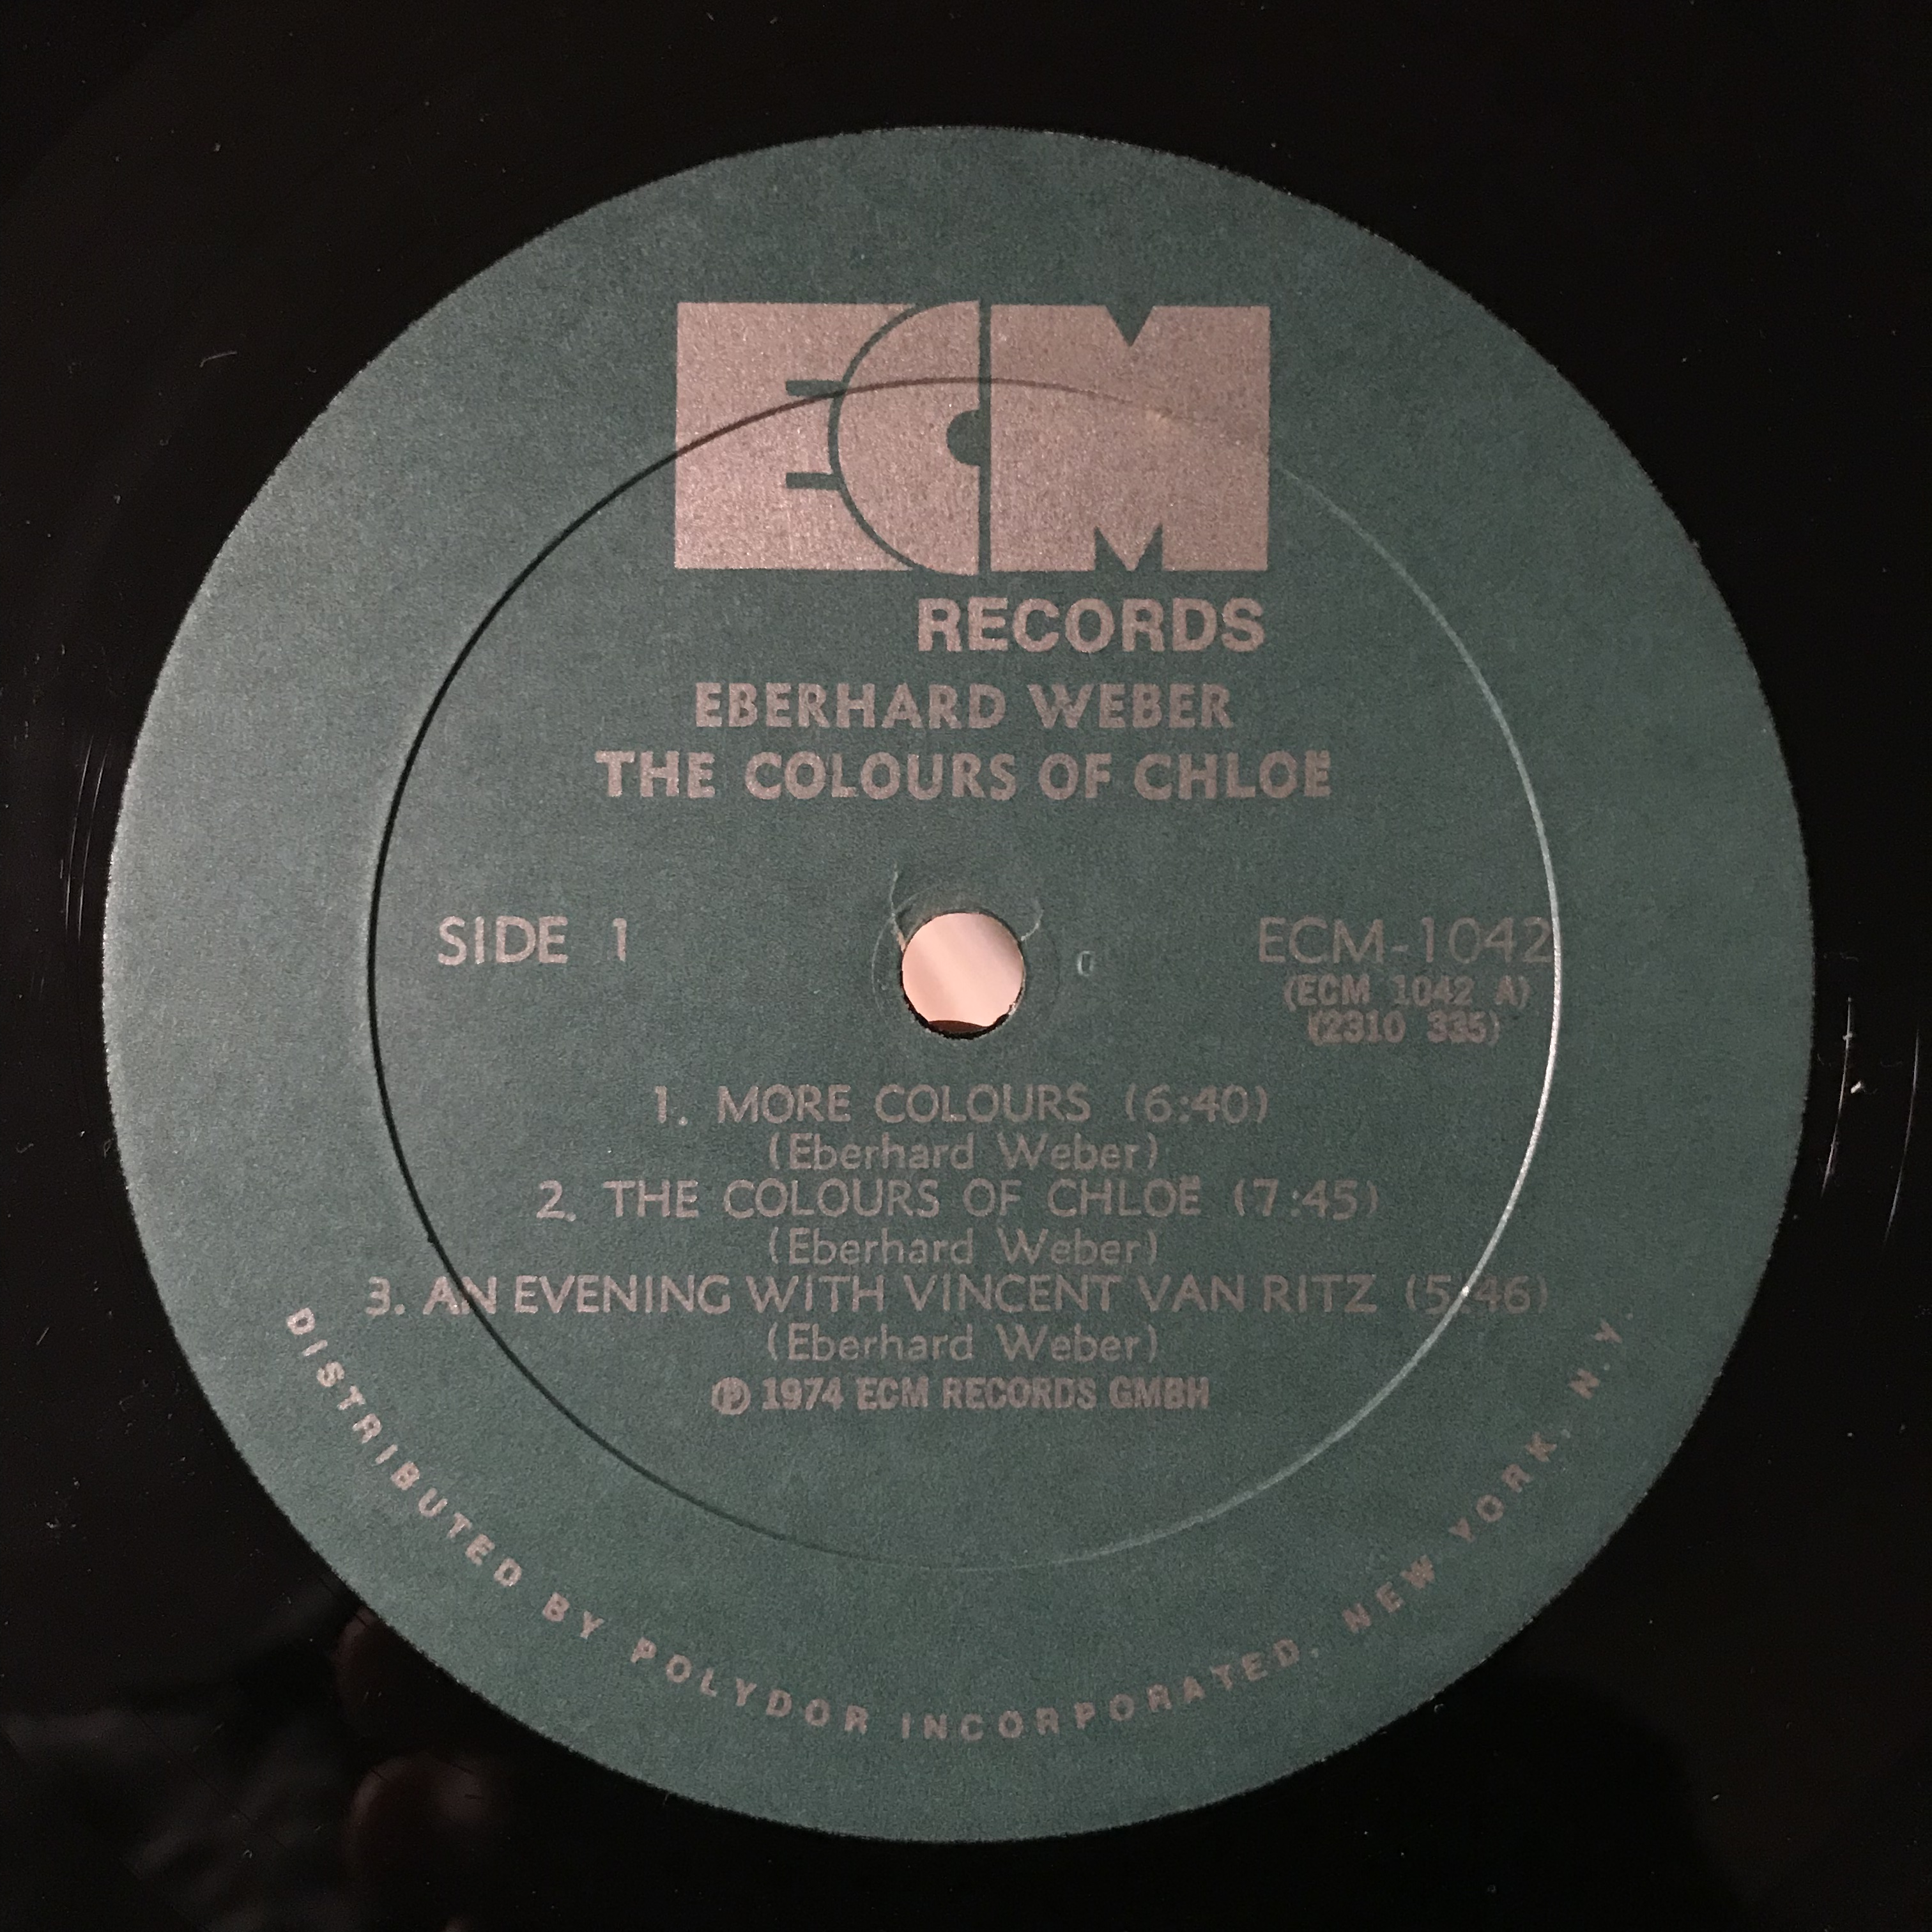 ECM
RECORDS
EBERHARD WEBER
THE COLOURS OF CHLOË
SIDE 1
ECM-1042
(ECM 1042 A)
(2310 335)
1. MORE COLOURS (6:40)
(Eberhard Weber)
2. THE COLOURS OF CHLOË (7:45)
(Eberhard Weber)
3. AN EVENING WITH VINCENT VAN RITZ (5:46)
(Eberhard Weber)
Ⓟ 1974 ECM RECORDS GMBH
DISTRIBUTED BY POLYDOR INCORPORATED, NEW YORK, N.Y.